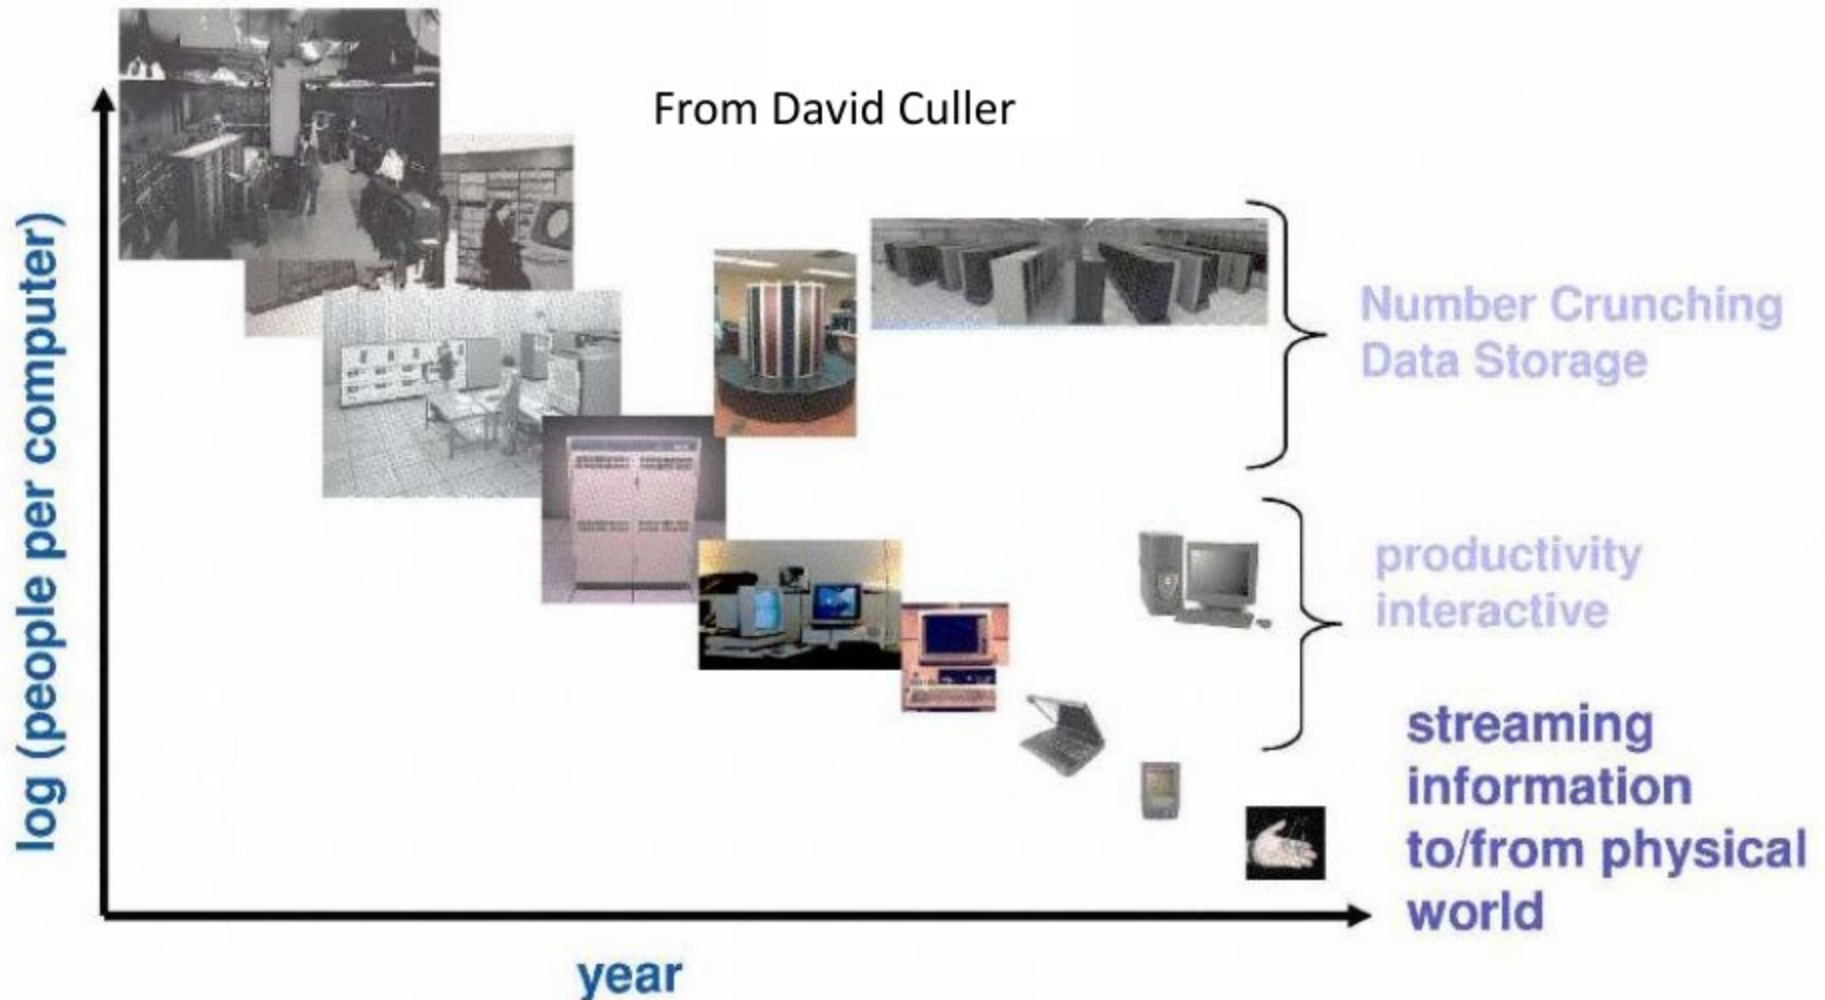 From David Culler
log (people per computer)
Number Crunching
Data Storage
productivity
interactive
streaming
information
to/from physical
world
year